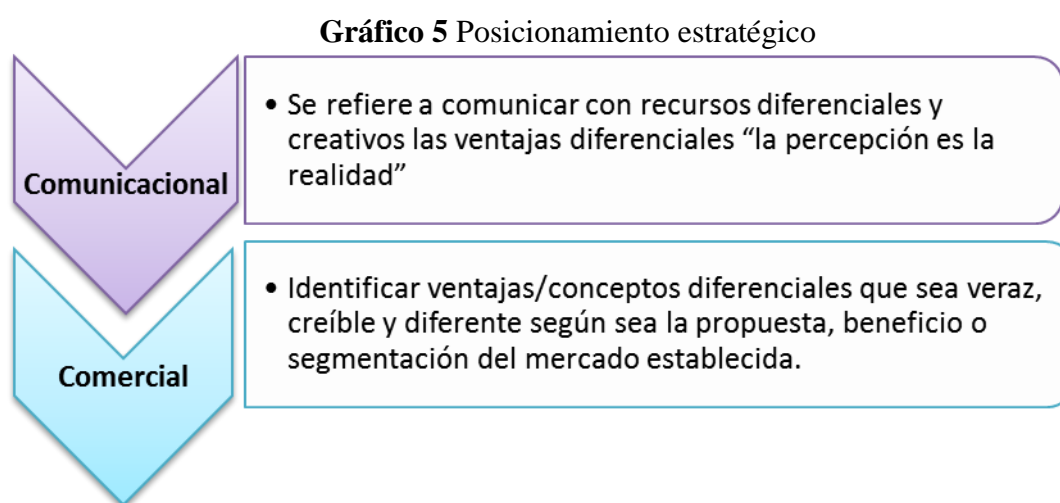 Gráfico 5 Posicionamiento estratégico
Comunicacional
• Se refiere a comunicar con recursos diferenciales y
creativos las ventajas diferenciales “la percepción es la
realidad”
Comercial
• Identificar ventajas/conceptos diferenciales que sea veraz,
creíble y diferente según sea la propuesta, beneficio o
segmentación del mercado establecida.